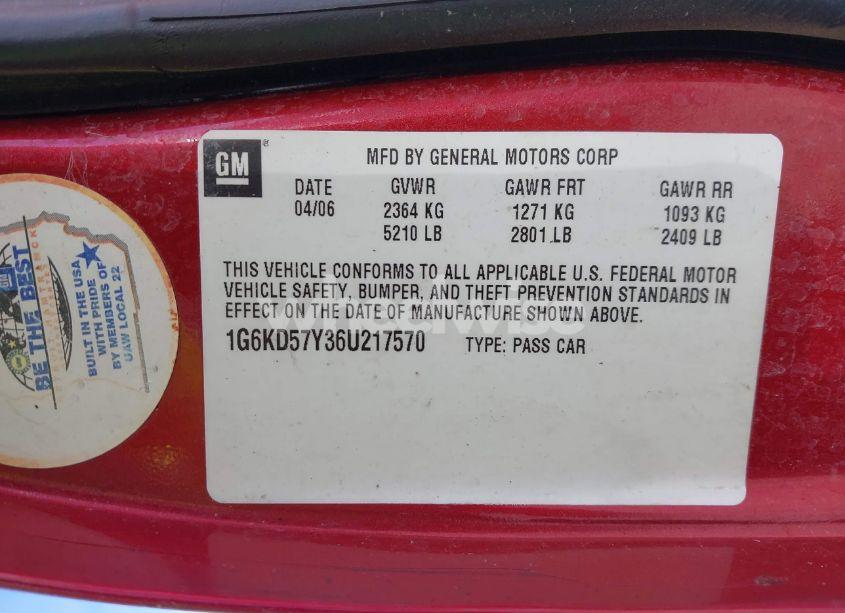 GM
MFD BY GENERAL MOTORS CORP
DATE GVWR GAWR FRT GAWR RR
04/06 2364 KG 1271 KG 1093 KG
5210 LB 2801 LB 2409 LB
THIS VEHICLE CONFORMS TO ALL APPLICABLE U.S. FEDERAL MOTOR
VEHICLE SAFETY, BUMPER, AND THEFT PREVENTION STANDARDS IN
EFFECT ON THE DATE OF MANUFACTURE SHOWN ABOVE.
1G6KD57Y36U217570 TYPE: PASS CAR
BE THE BEST
BUILT IN THE USA
WITH PRIDE
BY MEMBERS OF
UAW LOCAL 22